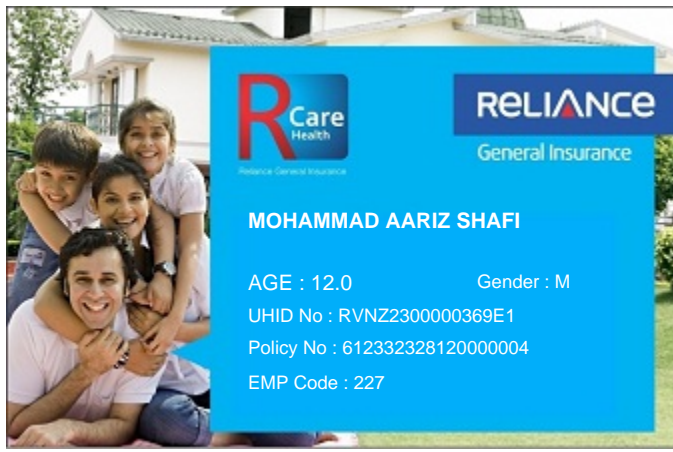 R Care
Health
Reliance General Insurance
RELIANCE
General Insurance
MOHAMMAD AARIZ SHAFI
AGE : 12.0 Gender : M
UHID No : RVNZ2300000369E1
Policy No : 612332328120000004
EMP Code : 227